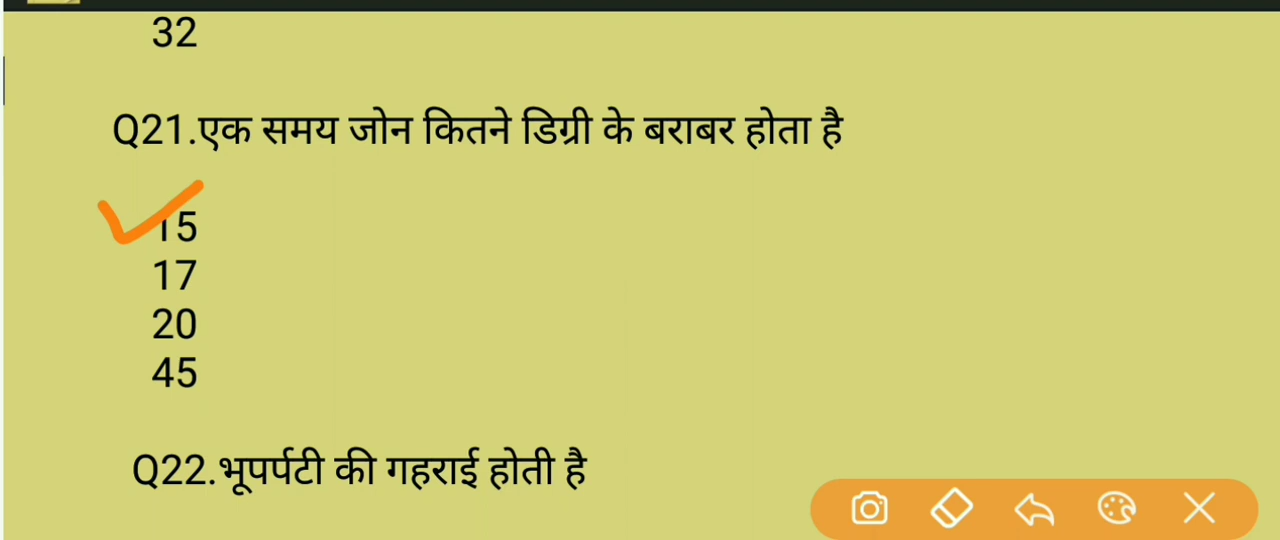 32
Q21.एक समय जोन कितने डिग्री के बराबर होता है
15
17
20
45
Q22.भूपर्पटी की गहराई होती है